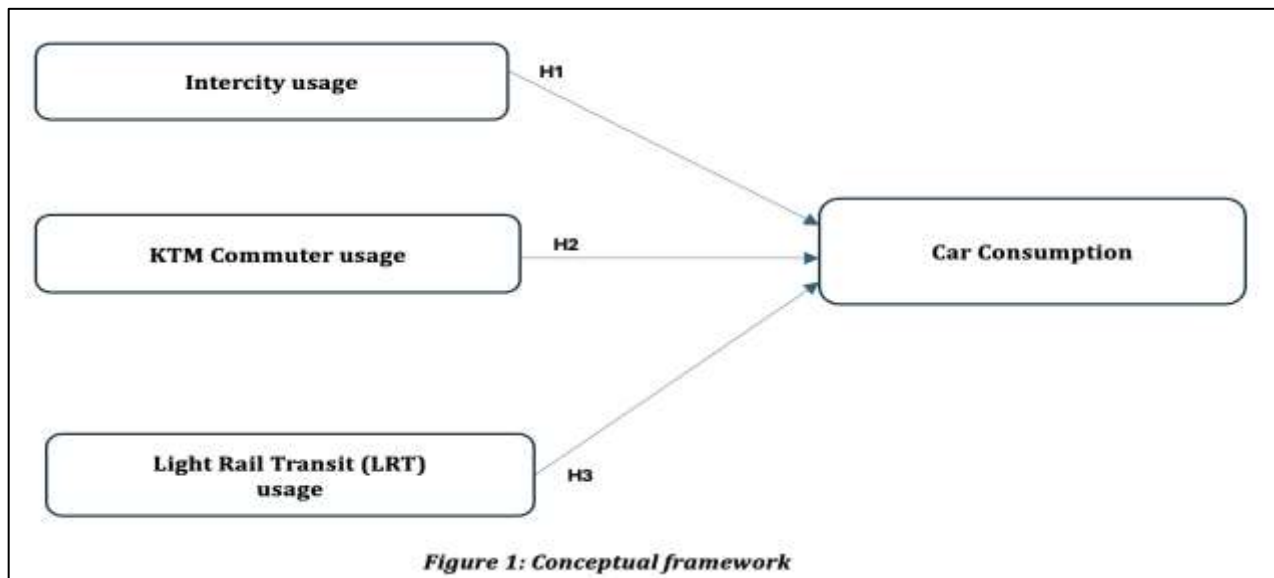 Intercity usage
H1
KTM Commuter usage
H2
Car Consumption
Light Rail Transit (LRT)
usage
H3
Figure 1: Conceptual framework